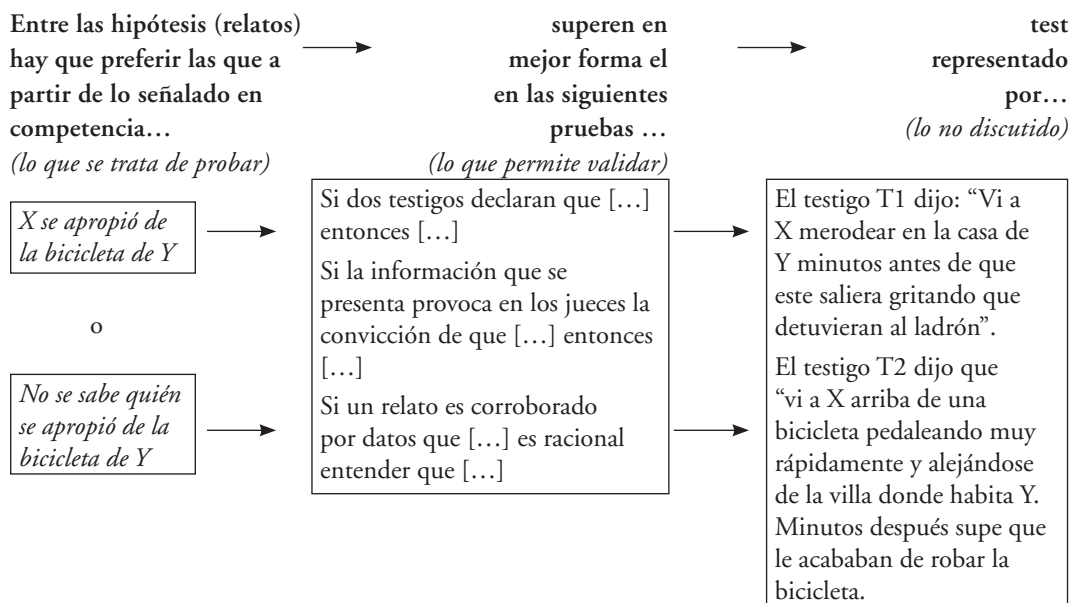 Entre las hipótesis (relatos)
hay que preferir las que a
partir de lo señalado en
competencia…
(lo que se trata de probar)
superen en
mejor forma el
en las siguientes
pruebas …
(lo que permite validar)
test
representado
por…
(lo no discutido)
X se apropió de
la bicicleta de Y
o
No se sabe quién
se apropió de la
bicicleta de Y
Si dos testigos declaran que […]
entonces […]
Si la información que se
presenta provoca en los jueces la
convicción de que […] entonces
[…]
Si un relato es corroborado
por datos que […] es racional
entender que […]
El testigo T1 dijo: “Vi a
X merodear en la casa de
Y minutos antes de que
este saliera gritando que
detuvieran al ladrón”.
El testigo T2 dijo que
“vi a X arriba de una
bicicleta pedaleando muy
rápidamente y alejándose
de la villa donde habita Y.
Minutos después supe que
le acababan de robar la
bicicleta.